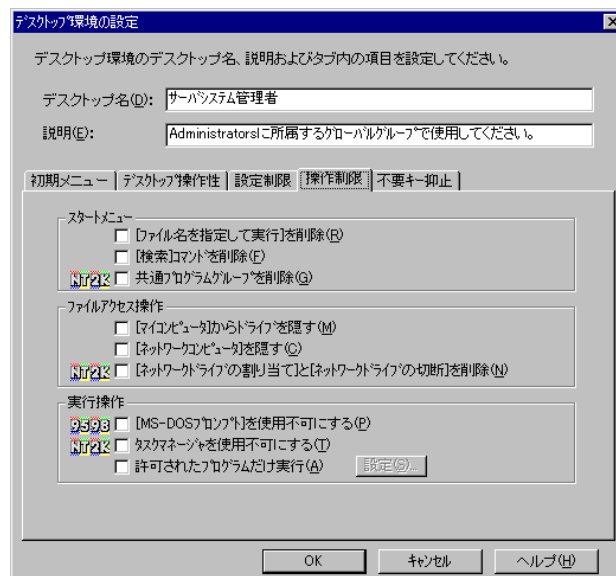 デスクトップ環境の設定
デスクトップ環境のデスクトップ名、説明およびタブ内の項目を設定してください。
デスクトップ名(D): サーバシステム管理者
説明(E): Administratorsに所属するグローバルグループで使用してください。
初期メニュー デスクトップ操作性 設定制限 操作制限 不要キー抑止
スタートメニュー
[ファイル名を指定して実行]を削除(R)
[検索]コマンドを削除(F)
NT2K 共通プログラムグループを削除(G)
ファイルアクセス操作
[マイコンピュータ]からドライブを隠す(M)
[ネットワークコンピュータ]を隠す(C)
NT2K [ネットワークドライブの割り当て]と[ネットワークドライブの切断]を削除(N)
実行操作
9598 [MS-DOSプロンプト]を使用不可にする(P)
NT2K タスクマネージャを使用不可にする(T)
許可されたプログラムだけ実行(A) 設定(S)...
OK キャンセル ヘルプ(H)